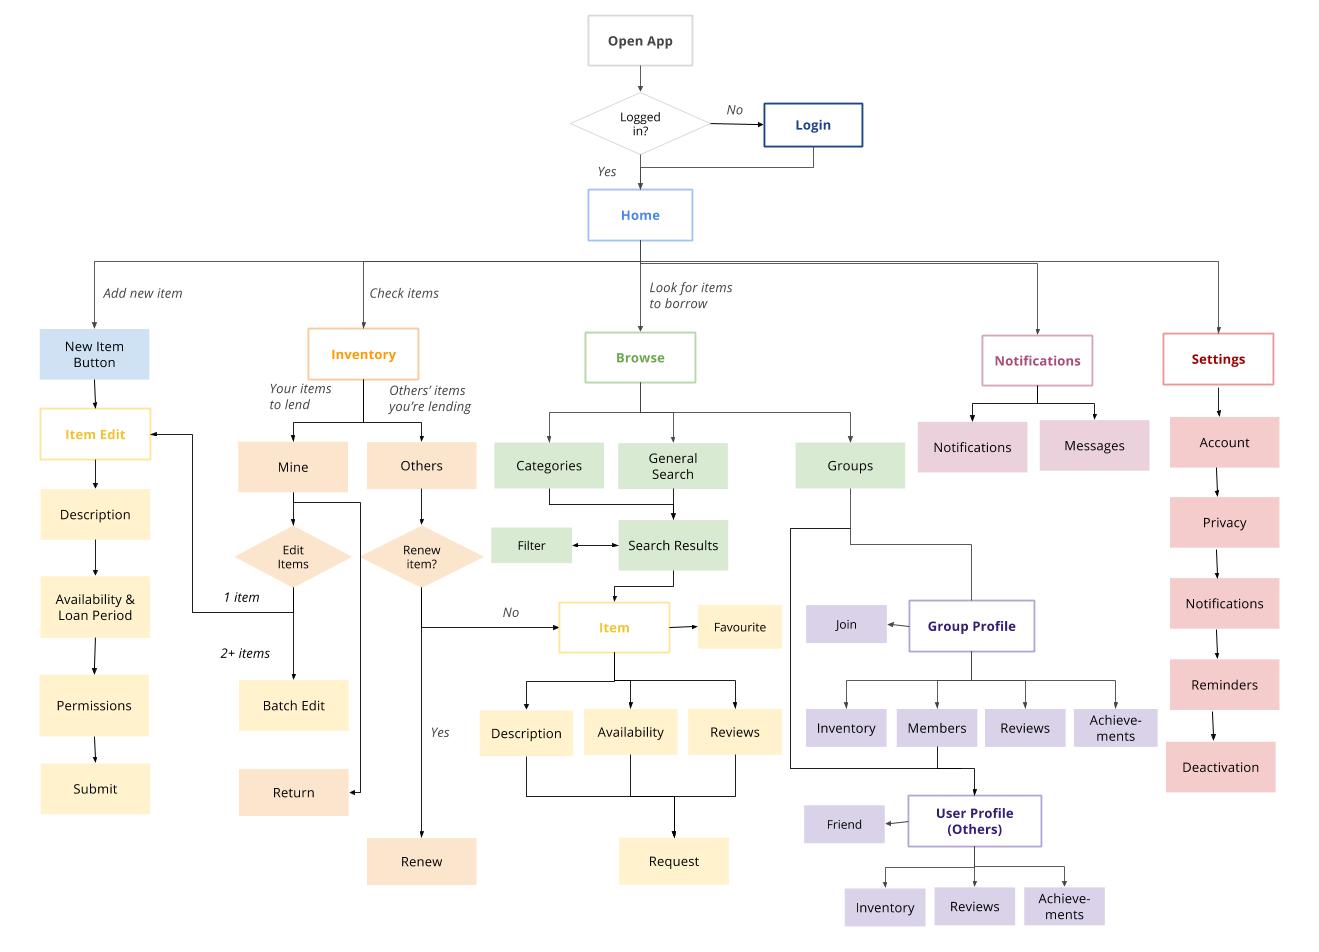 Open App
Logged
in?
No
Login
Yes
Home
Add new item
Check items
Look for items
to borrow
New Item
Button
Inventory
Browse
Notifications
Settings
Your items
to lend
Others' items
you're lending
Item Edit
Mine
Others
Categories
General
Search
Groups
Notifications
Messages
Account
Description
Edit
Items
Renew
item?
Filter
Search Results
Privacy
Availability &
Loan Period
1 item
No
Item
Favourite
Join
Group Profile
Notifications
2+ items
Permissions
Batch Edit
Yes
Description
Availability
Reviews
Inventory
Members
Reviews
Achieve-
ments
Reminders
Submit
Return
Deactivation
Friend
User Profile
(Others)
Renew
Request
Inventory
Reviews
Achieve-
ments